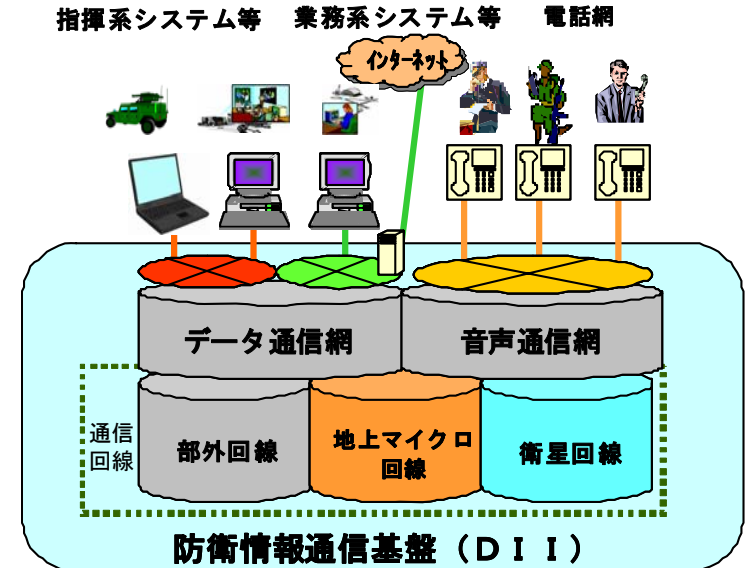 指揮系システム等
業務系システム等
電話網
インターネット
データ通信網
音声通信網
通信
回線
部外回線
地上マイクロ
回線
衛星回線
防衛情報通信基盤（ＤＩＩ）